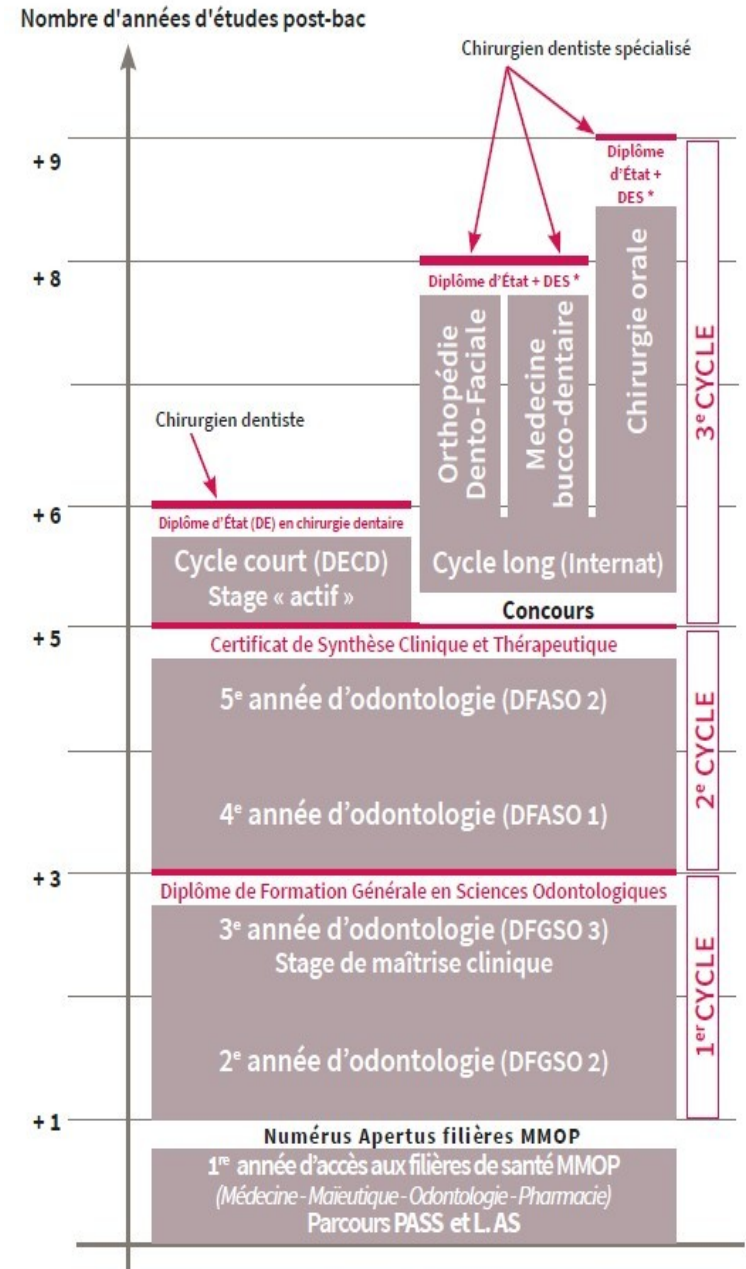 Nombre d'années d'études post-bac
Chirurgien dentiste spécialisé
+ 9
Diplôme
d'État +
DES *
+ 8
Diplôme d'État + DES *
Orthopédie
Dento-Faciale
Medecine
bucco-dentaire
Chirurgie orale
3e CYCLE
Chirurgien dentiste
+ 6
Diplôme d'État (DE) en chirurgie dentaire
Cycle court (DECD)
Stage « actif »
Cycle long (Internat)
Concours
+ 5
Certificat de Synthèse Clinique et Thérapeutique
5e année d'odontologie (DFASO 2)
4e année d'odontologie (DFASO 1)
2e CYCLE
+ 3
Diplôme de Formation Générale en Sciences Odontologiques
3e année d'odontologie (DFGSO 3)
Stage de maîtrise clinique
2e année d'odontologie (DFGSO 2)
1er CYCLE
+ 1
Numérus Apertus filières MMOP
1re année d'accès aux filières de santé MMOP
(Médecine - Maïeutique - Odontologie - Pharmacie)
Parcours PASS et L. AS